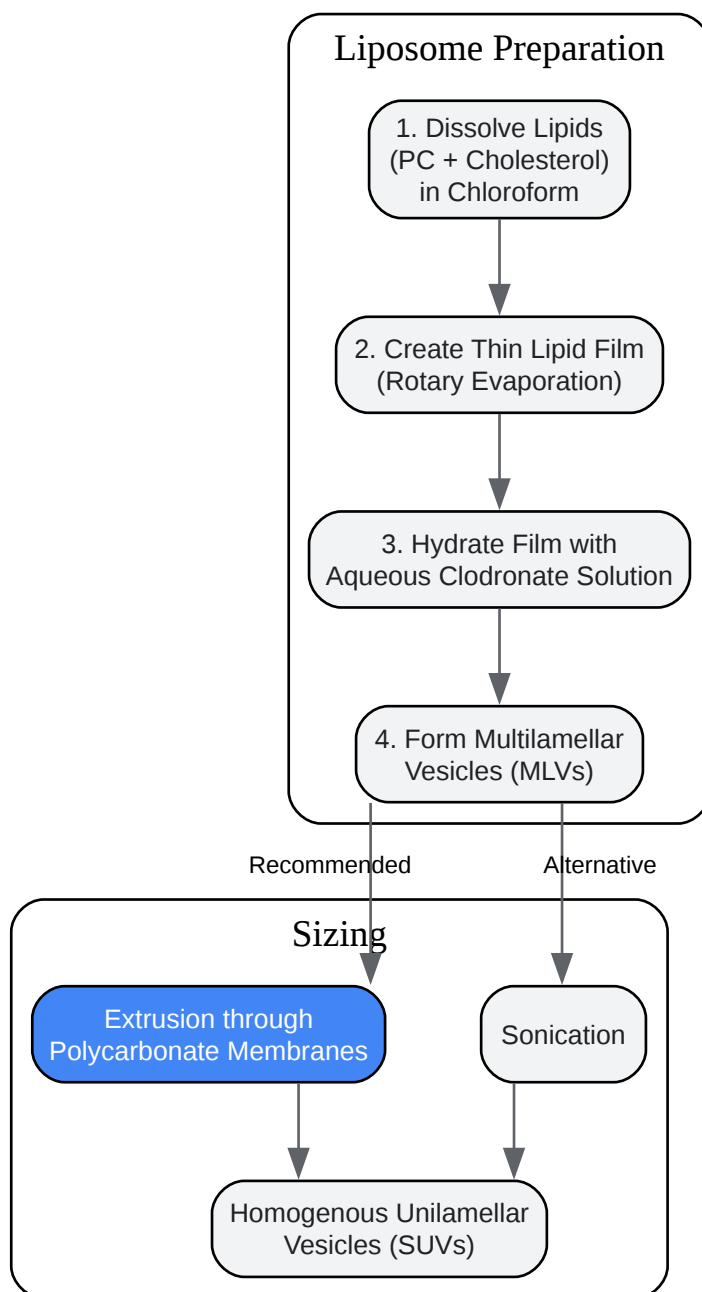 Liposome Preparation
1. Dissolve Lipids
(PC + Cholesterol)
in Chloroform
2. Create Thin Lipid Film
(Rotary Evaporation)
3. Hydrate Film with
Aqueous Clodronate Solution
4. Form Multilamellar
Vesicles (MLVs)
Recommended
Alternative
Sizing
Extrusion through
Polycarbonate Membranes
Sonication
Homogenous Unilamellar
Vesicles (SUVs)